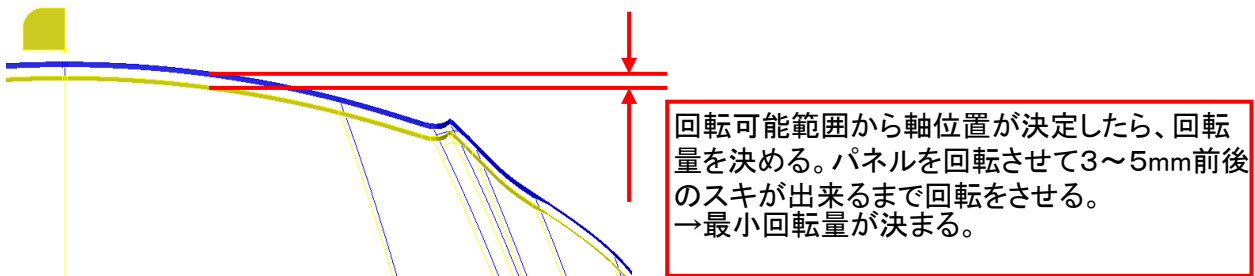 回転可能範囲から軸位置が決定したら、回転
量を決める。パネルを回転させて3～5mm前後
のスキが出来るまで回転をさせる。
→最小回転量が決まる。